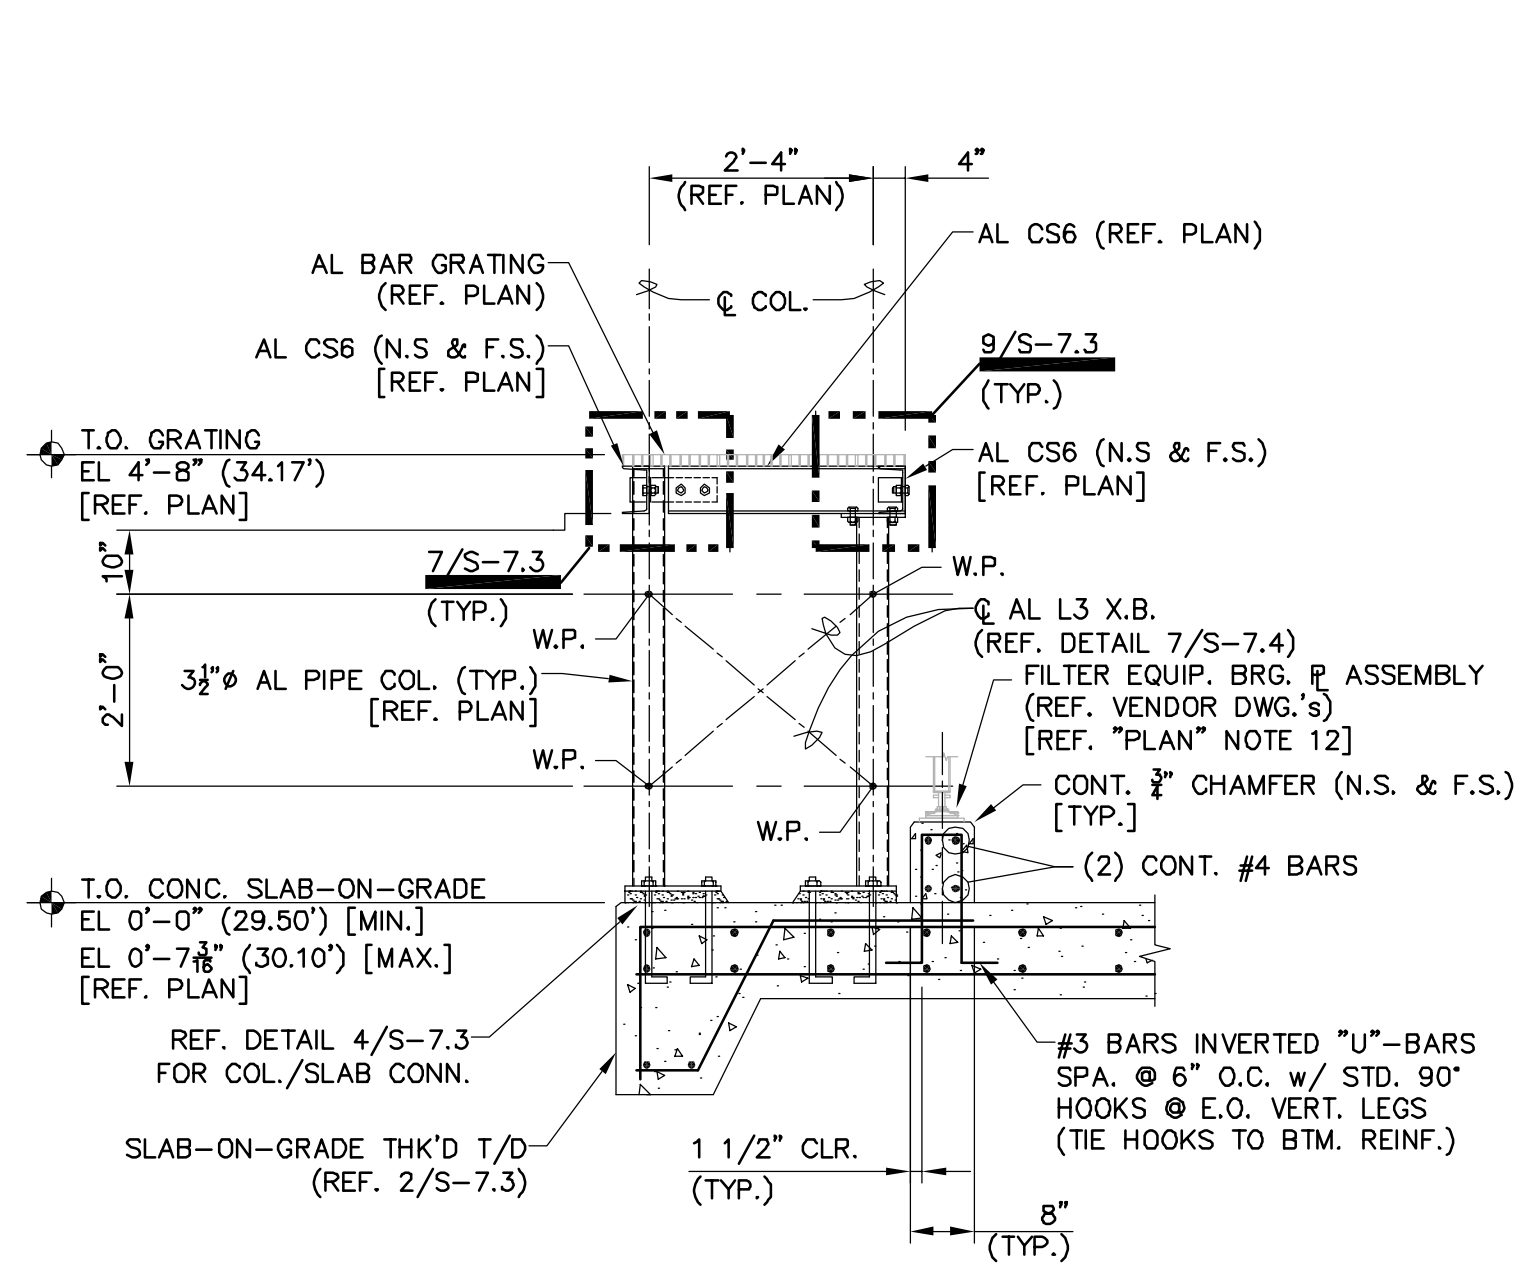 2'-4"
(REF. PLAN)
4"
AL CS6 (REF. PLAN)
AL BAR GRATING
(REF. PLAN)
℄ COL.
AL CS6 (N.S & F.S.)
[REF. PLAN]
9/S-7.3
(TYP.)
T.O. GRATING
EL 4'-8" (34.17')
[REF. PLAN]
AL CS6 (N.S & F.S.)
[REF. PLAN]
10"
7/S-7.3
(TYP.)
W.P.
W.P.
℄ AL L3 X.B.
(REF. DETAIL 7/S-7.4)
2'-0"
3½"ø AL PIPE COL. (TYP.)
[REF. PLAN]
FILTER EQUIP. BRG. PL ASSEMBLY
(REF. VENDOR DWG.'s)
[REF. "PLAN" NOTE 12]
W.P.
CONT. ¾" CHAMFER (N.S. & F.S.)
[TYP.]
W.P.
(2) CONT. #4 BARS
T.O. CONC. SLAB-ON-GRADE
EL 0'-0" (29.50') [MIN.]
EL 0'-7 3/16" (30.10') [MAX.]
[REF. PLAN]
REF. DETAIL 4/S-7.3
FOR COL./SLAB CONN.
#3 BARS INVERTED "U"-BARS
SPA. @ 6" O.C. w/ STD. 90°
HOOKS @ E.O. VERT. LEGS
(TIE HOOKS TO BTM. REINF.)
SLAB-ON-GRADE THK'D T/D
(REF. 2/S-7.3)
1 1/2" CLR.
(TYP.)
8"
(TYP.)